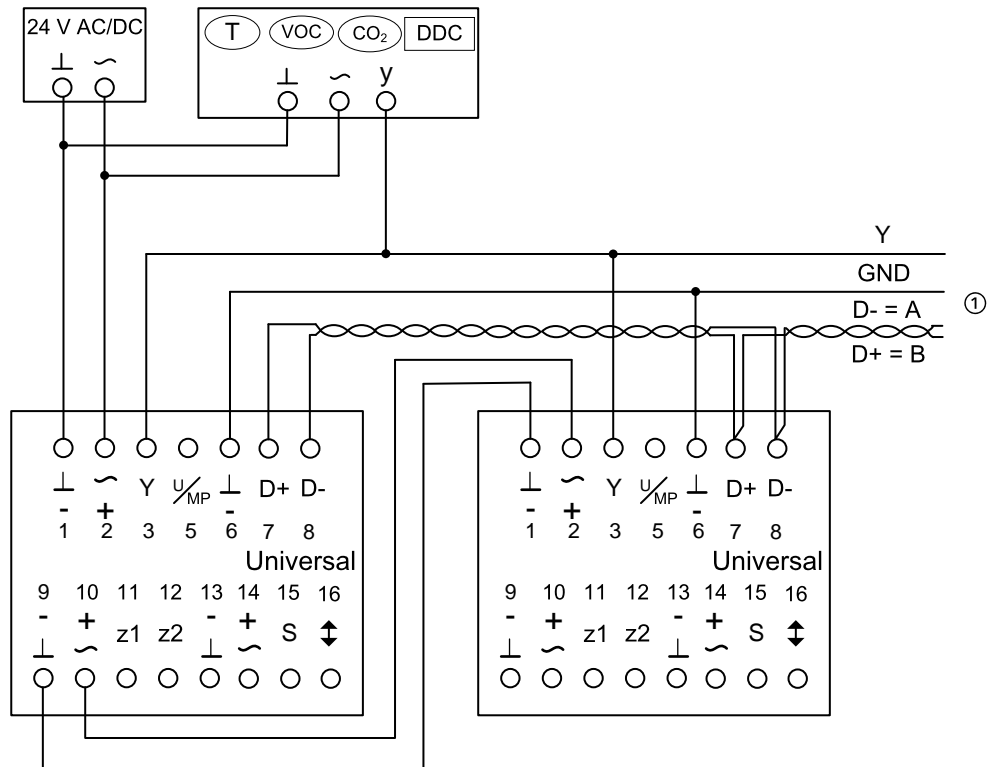 24 V AC/DC
T VOC CO₂ DDC
⊥ ~
⊥ ~ y
Y
GND
D- = A
①
D+ = B
⊥ ~ Y U/MP ⊥ D+ D-
- + -
1 2 3 5 6 7 8
Universal
9 10 11 12 13 14 15 16
- + z1 z2 - + S ↕
⊥ ~ ⊥ ~
⊥ ~ Y U/MP ⊥ D+ D-
- + -
1 2 3 5 6 7 8
Universal
9 10 11 12 13 14 15 16
- + z1 z2 - + S ↕
⊥ ~ ⊥ ~